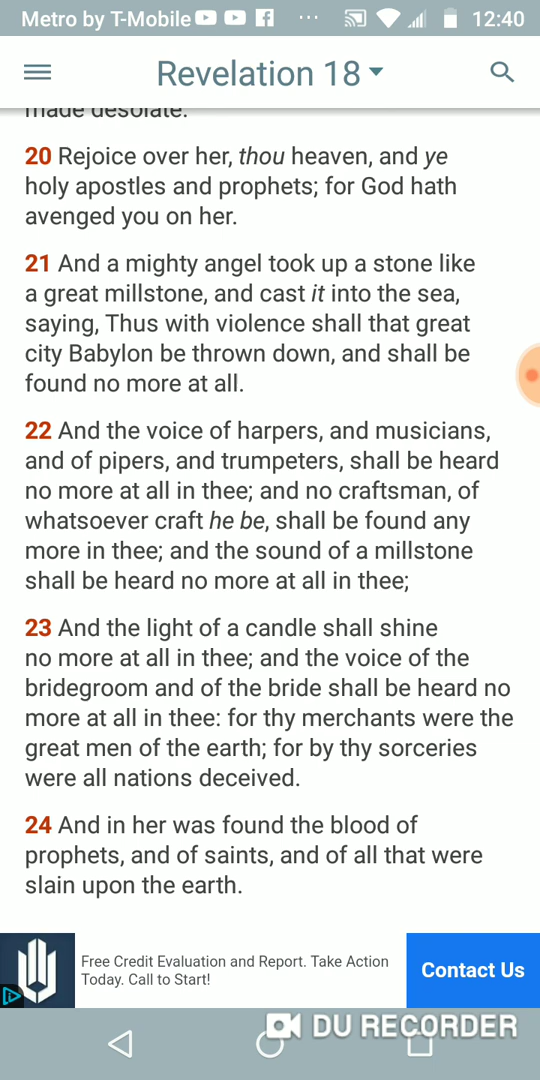 Metro by T-Mobile ... 12:40
Revelation 18
made desolate.
20 Rejoice over her, thou heaven, and ye
holy apostles and prophets; for God hath
avenged you on her.
21 And a mighty angel took up a stone like
a great millstone, and cast it into the sea,
saying, Thus with violence shall that great
city Babylon be thrown down, and shall be
found no more at all.
22 And the voice of harpers, and musicians,
and of pipers, and trumpeters, shall be heard
no more at all in thee; and no craftsman, of
whatsoever craft he be, shall be found any
more in thee; and the sound of a millstone
shall be heard no more at all in thee;
23 And the light of a candle shall shine
no more at all in thee; and the voice of the
bridegroom and of the bride shall be heard no
more at all in thee: for thy merchants were the
great men of the earth; for by thy sorceries
were all nations deceived.
24 And in her was found the blood of
prophets, and of saints, and of all that were
slain upon the earth.
Free Credit Evaluation and Report. Take Action
Today. Call to Start!
Contact Us
DU RECORDER